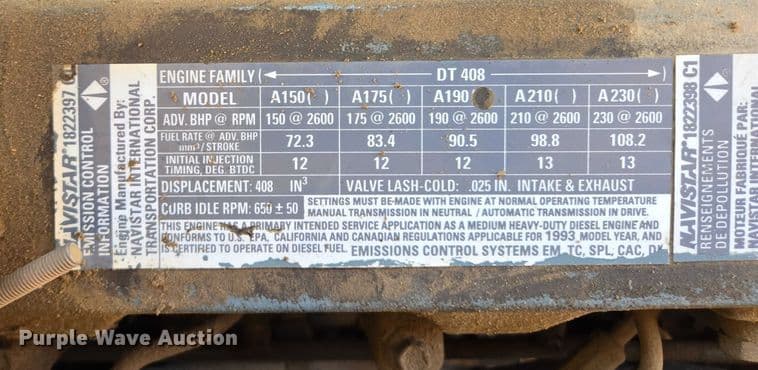 NAVISTAR 1822397 C1
EMISSION CONTROL
INFORMATION
Engine Manufactured By:
NAVISTAR INTERNATIONAL
TRANSPORTATION CORP.
ENGINE FAMILY ( DT 408 )
MODEL A150( ) A175( ) A190 A210( ) A230( )
ADV. BHP @ RPM 150 @ 2600 175 @ 2600 190 @ 2600 210 @ 2600 230 @ 2600
FUEL RATE @ ADV. BHP
mm³/STROKE 72.3 83.4 90.5 98.8 108.2
INITIAL INJECTION
TIMING, DEG. BTDC 12 12 12 13 13
DISPLACEMENT: 408 IN³ VALVE LASH-COLD: .025 IN. INTAKE & EXHAUST
CURB IDLE RPM: 650 ± 50
SETTINGS MUST BE MADE WITH ENGINE AT NORMAL OPERATING TEMPERATURE
MANUAL TRANSMISSION IN NEUTRAL / AUTOMATIC TRANSMISSION IN DRIVE.
THIS ENGINE HAS A PRIMARY INTENDED SERVICE APPLICATION AS A MEDIUM HEAVY-DUTY DIESEL ENGINE AND
CONFORMS TO U.S. EPA, CALIFORNIA AND CANADIAN REGULATIONS APPLICABLE FOR 1993 MODEL YEAR, AND
IS CERTIFIED TO OPERATE ON DIESEL FUEL. EMISSIONS CONTROL SYSTEMS EM, TC, SPL, CAC,
NAVISTAR 1822398 C1
RENSEIGNEMENTS
DE DEPOLLUTION
MOTEUR FABRIQUÉ PAR:
NAVISTAR INTERNATIONAL
Purple Wave Auction